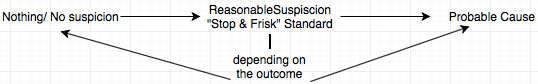 Nothing/ No suspicion
ReasonableSuspiscion
"Stop & Frisk" Standard
Probable Cause
depending on
the outcome